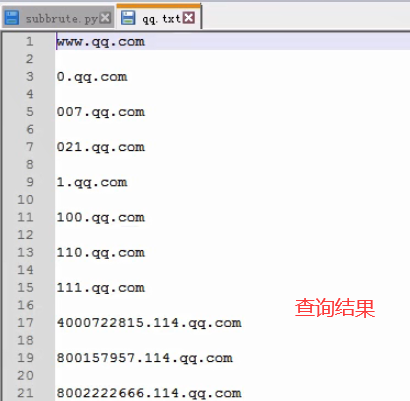 subbrute.py qq.txt
1 www.qq.com
2
3 0.qq.com
4
5 007.qq.com
6
7 021.qq.com
8
9 1.qq.com
10
11 100.qq.com
12
13 110.qq.com
14
15 111.qq.com
16 查询结果
17 4000722815.114.qq.com
18
19 800157957.114.qq.com
20
21 8002222666.114.qq.com